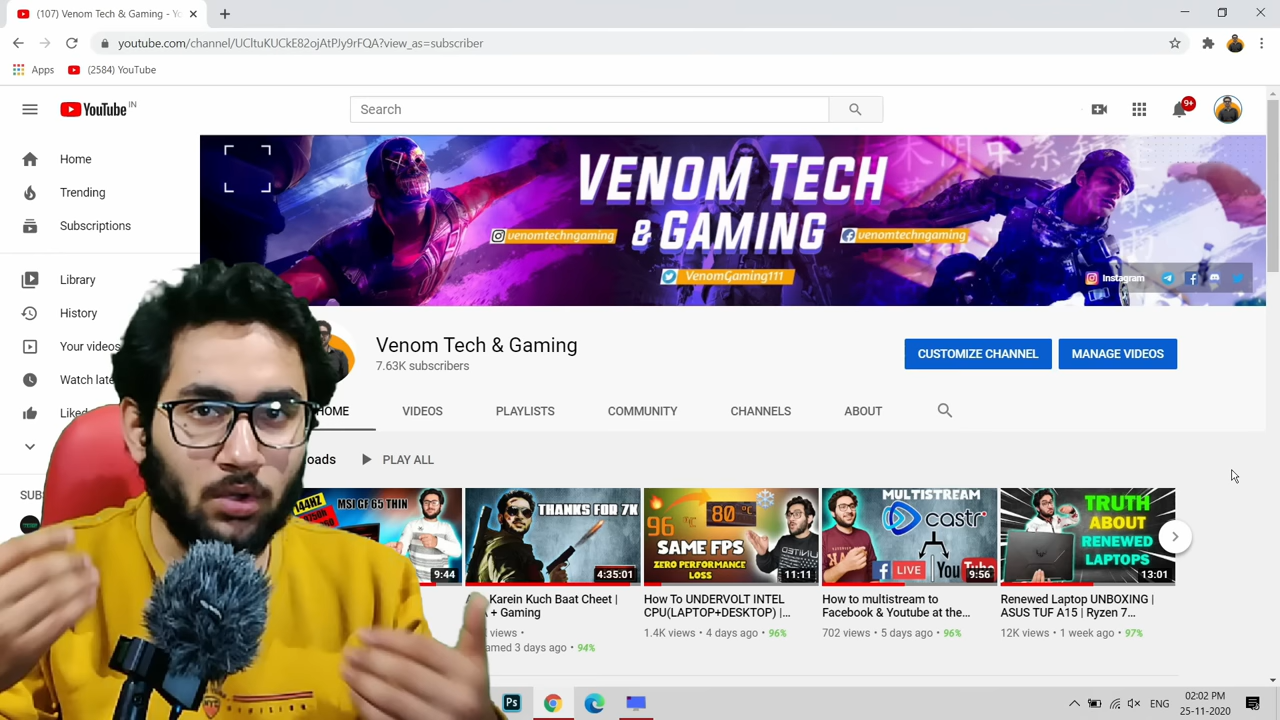 (107) Venom Tech & Gaming - Yo
youtube.com/channel/UCltuKUCkE82ojAtPJy9rFQA?view_as=subscriber
Apps
(2584) YouTube
YouTube IN
Search
9+
Home
Trending
Subscriptions
Library
History
Your videos
Watch late
Liked
SUBS
VENOM TECH
& GAMING
venomtechngaming
venomtechngaming
VenomGaming111
Instagram
Venom Tech & Gaming
7.63K subscribers
CUSTOMIZE CHANNEL
MANAGE VIDEOS
HOME
VIDEOS
PLAYLISTS
COMMUNITY
CHANNELS
ABOUT
loads
PLAY ALL
144HZ
MSI GF 65 THIN
9:44
THANKS FOR 7K
4:35:01
96 °C
80 °C
SAME FPS
ZERO PERFORMANCE
LOSS
11:11
MULTISTREAM
castr
LIVE
You Tube
9:56
TRUTH
ABOUT
RENEWED
LAPTOPS
13:01
Karein Kuch Baat Cheet |
+ Gaming
views •
amed 3 days ago • 94%
How To UNDERVOLT INTEL
CPU(LAPTOP+DESKTOP) |...
1.4K views • 4 days ago • 96%
How to multistream to
Facebook & Youtube at the...
702 views • 5 days ago • 96%
Renewed Laptop UNBOXING |
ASUS TUF A15 | Ryzen 7...
12K views • 1 week ago • 97%
Ps
ENG
02:02 PM
25-11-2020